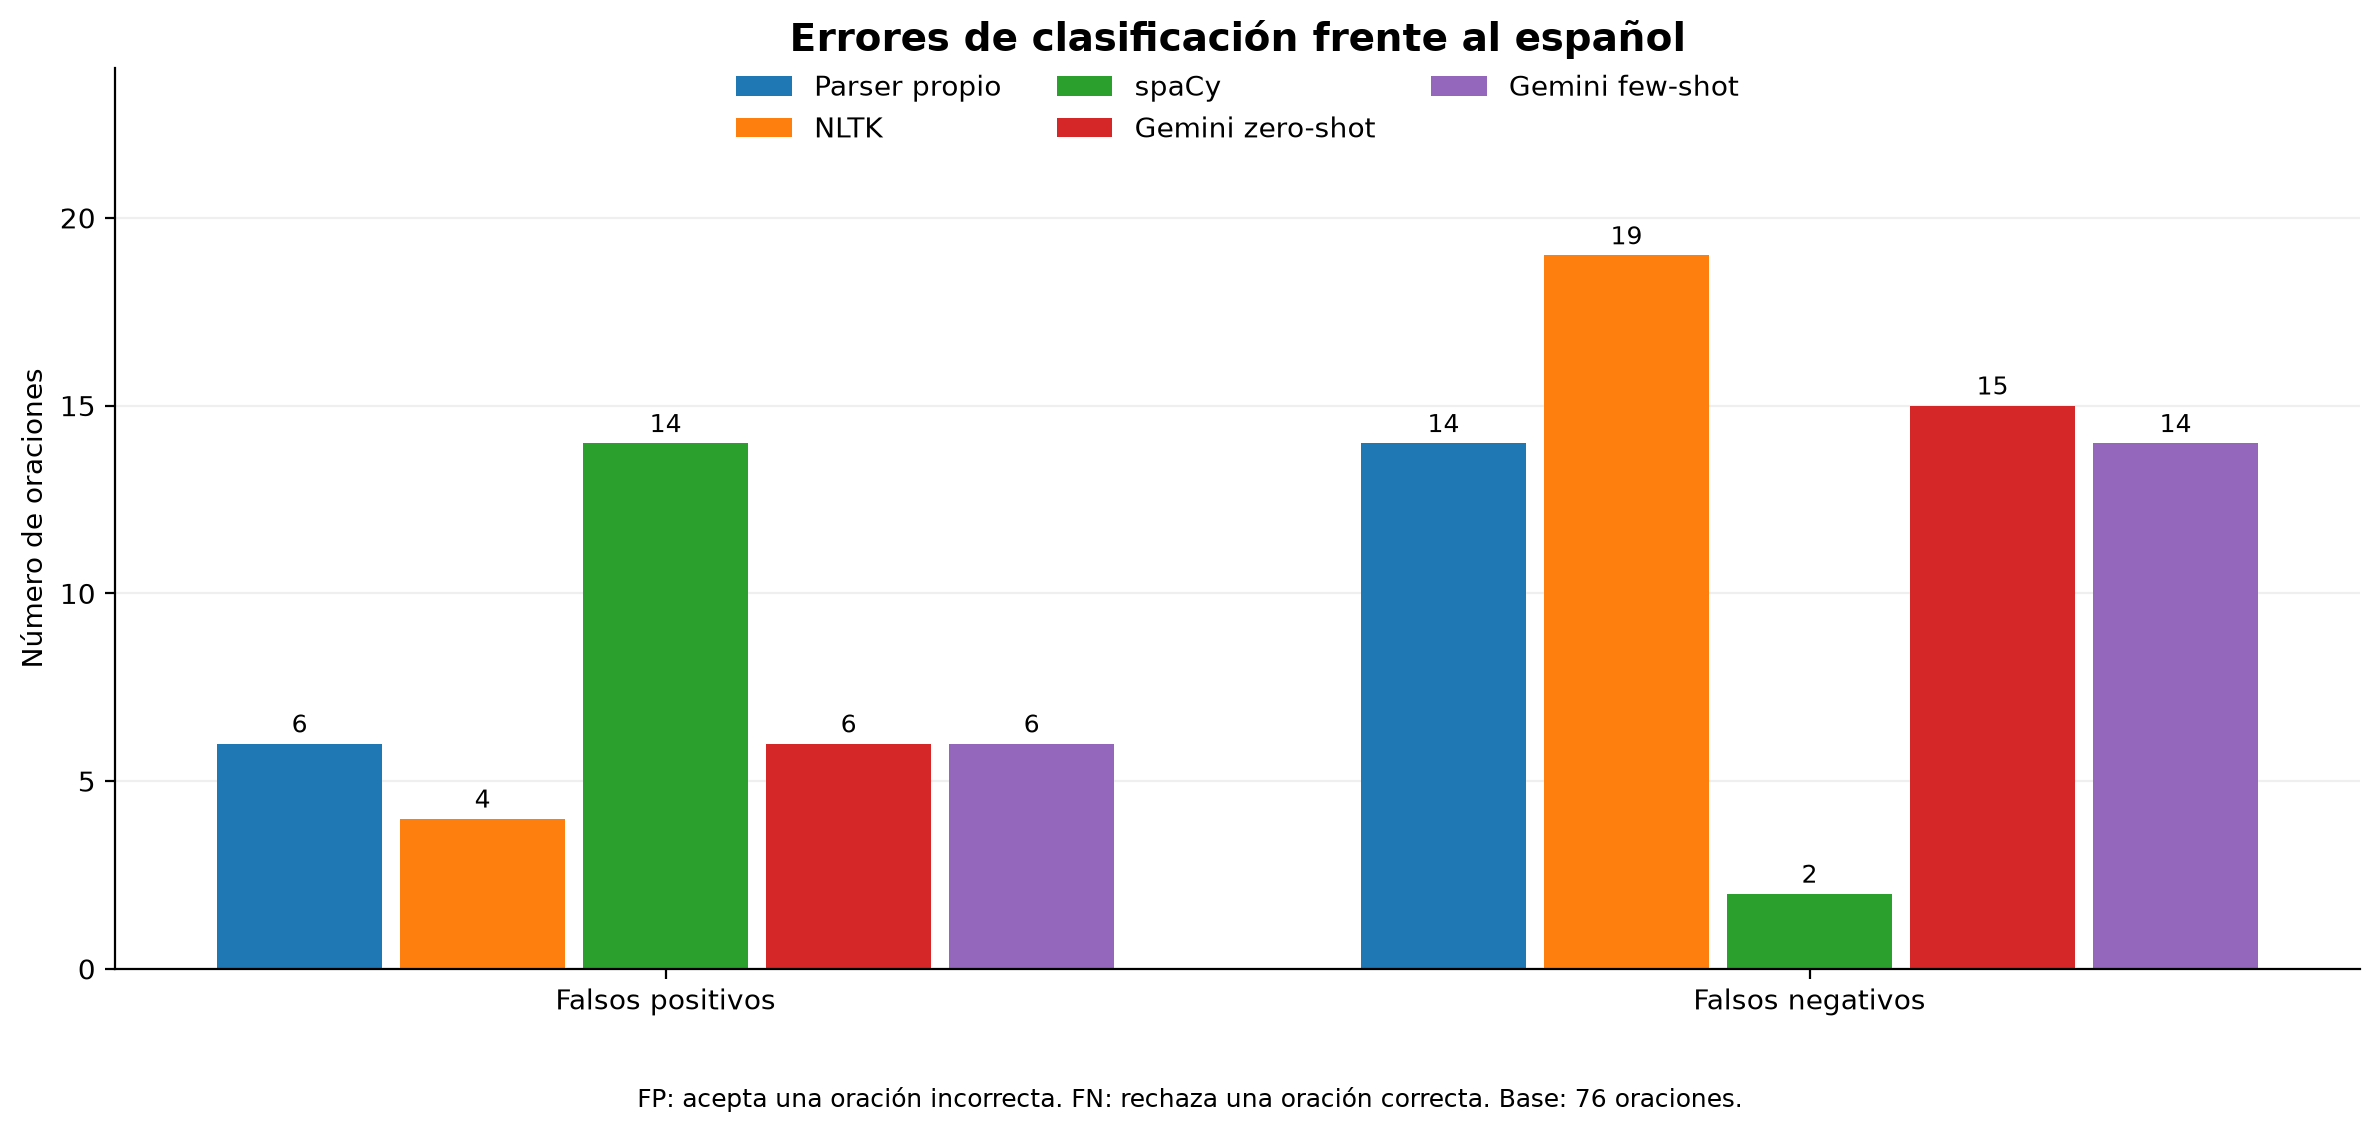 Errores de clasificación frente al español
Parser propio
NLTK
spaCy
Gemini zero-shot
Gemini few-shot
Número de oraciones
20
15
10
5
0
6
4
14
6
6
14
19
2
15
14
Falsos positivos
Falsos negativos
FP: acepta una oración incorrecta. FN: rechaza una oración correcta. Base: 76 oraciones.